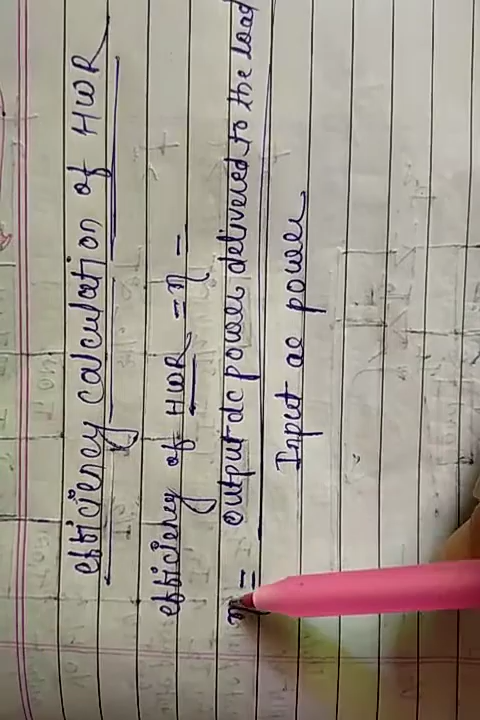 efficiency calculation of HWR
efficiency of HWR = η -
η = output dc power delivered to the load
Input ac power